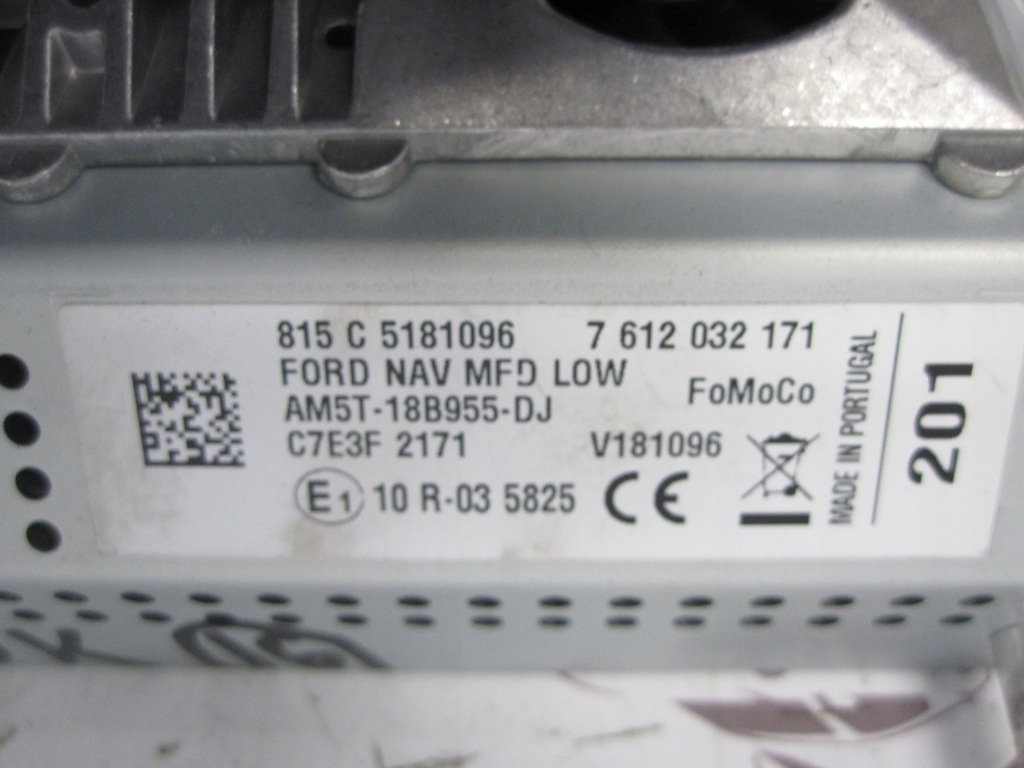 815 C 5181096 7 612 032 171
FORD NAV MFD LOW
FoMoCo
AM5T-18B955-DJ
C7E3F 2171 V181096
E1 10 R-03 5825 CE
MADE IN PORTUGAL
201